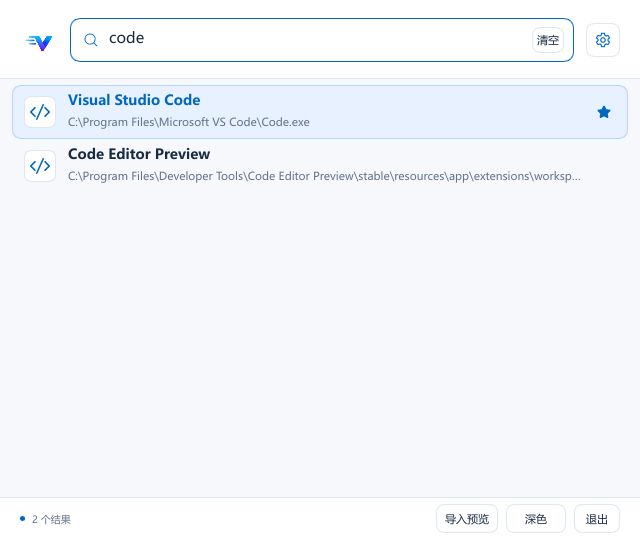 code
清空
Visual Studio Code
C:\Program Files\Microsoft VS Code\Code.exe
Code Editor Preview
C:\Program Files\Developer Tools\Code Editor Preview\stable\resources\app\extensions\worksp...
2 个结果
导入预览
深色
退出